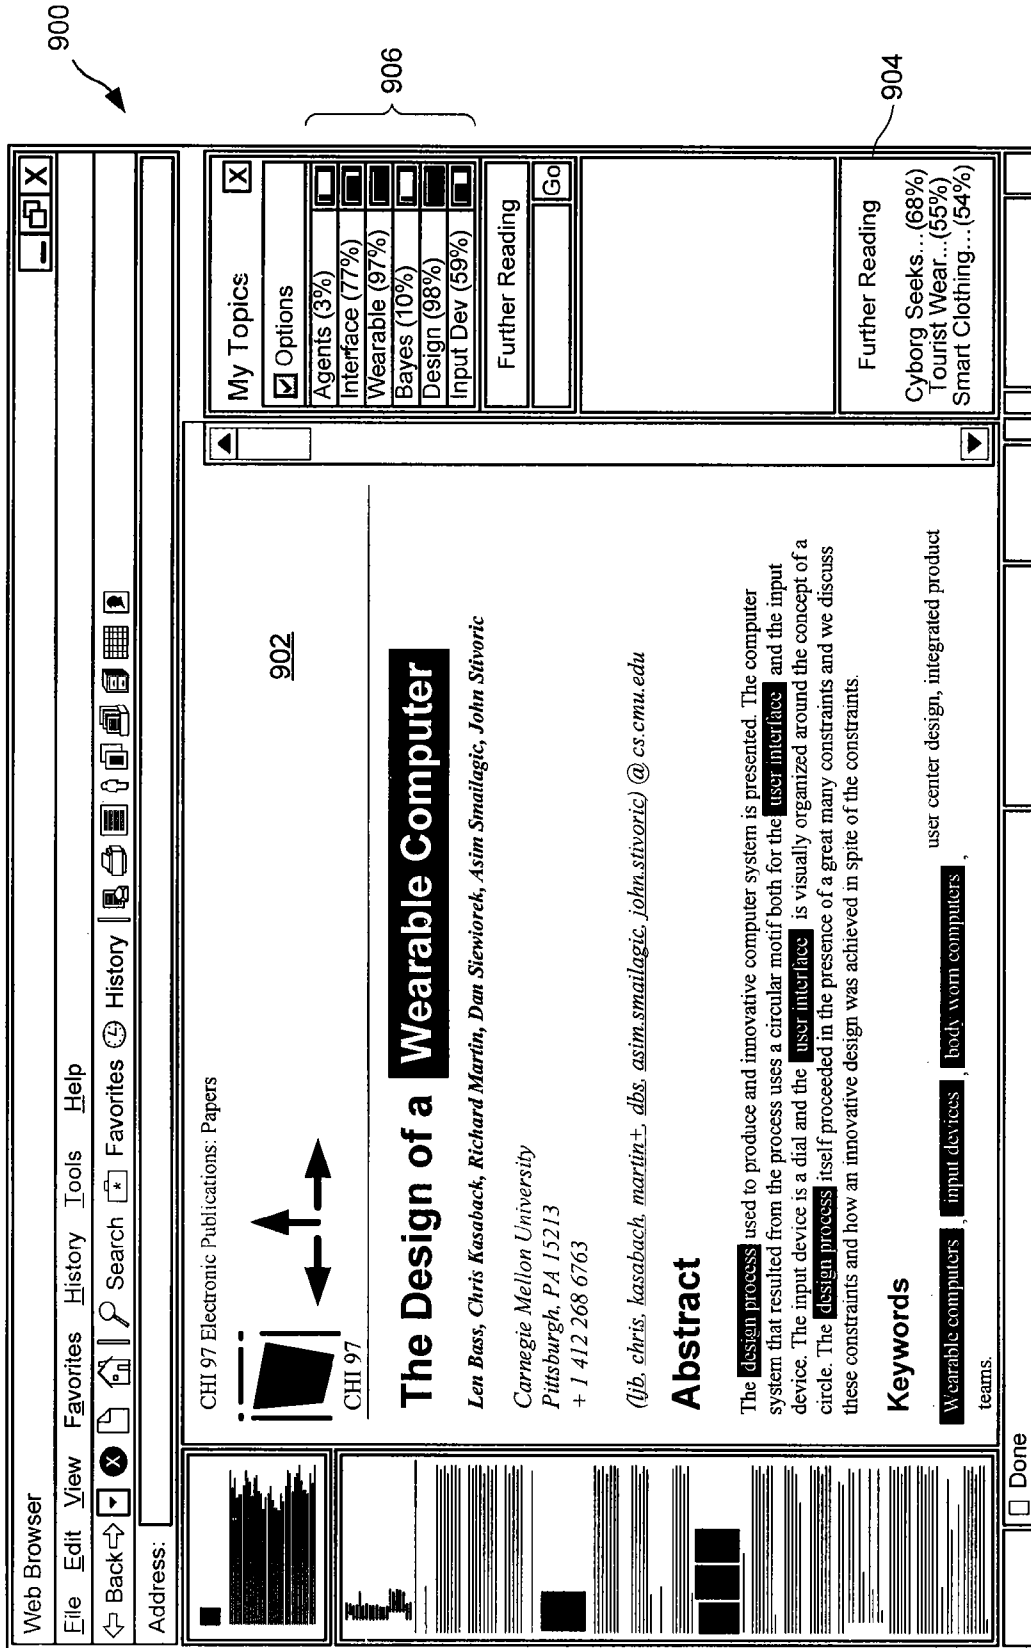 900
Web Browser
X
File Edit View Favorites History Tools Help
Back Search Favorites History
Address:
CHI 97 Electronic Publications: Papers
CHI 97
902
The Design of a Wearable Computer
Len Bass, Chris Kasaback, Richard Martin, Dan Siewiorek, Asim Smailagic, John Stivoric
Carnegie Mellon University
Pittsburgh, PA 15213
+ 1 412 268 6763
(ljb. chris, kasabach, martin+, dbs, asim.smailagic, john.stivoric) @ cs.cmu.edu
Abstract
The design process used to produce and innovative computer system is presented. The computer
system that resulted from the process uses a circular motif both for the user interface and the input
device. The input device is a dial and the user interface is visually organized around the concept of a
circle. The design process itself proceeded in the presence of a great many constraints and we discuss
these constraints and how an innovative design was achieved in spite of the constraints.
Keywords
Wearable computers , input devices , body worn computers , user center design, integrated product
teams.
My Topics X
Options
Agents (3%)
Interface (77%)
Wearable (97%)
Bayes (10%)
Design (98%)
Input Dev (59%)
906
Further Reading
Go
904
Further Reading
Cyborg Seeks...(68%)
Tourist Wear...(55%)
Smart Clothing...(54%)
Done